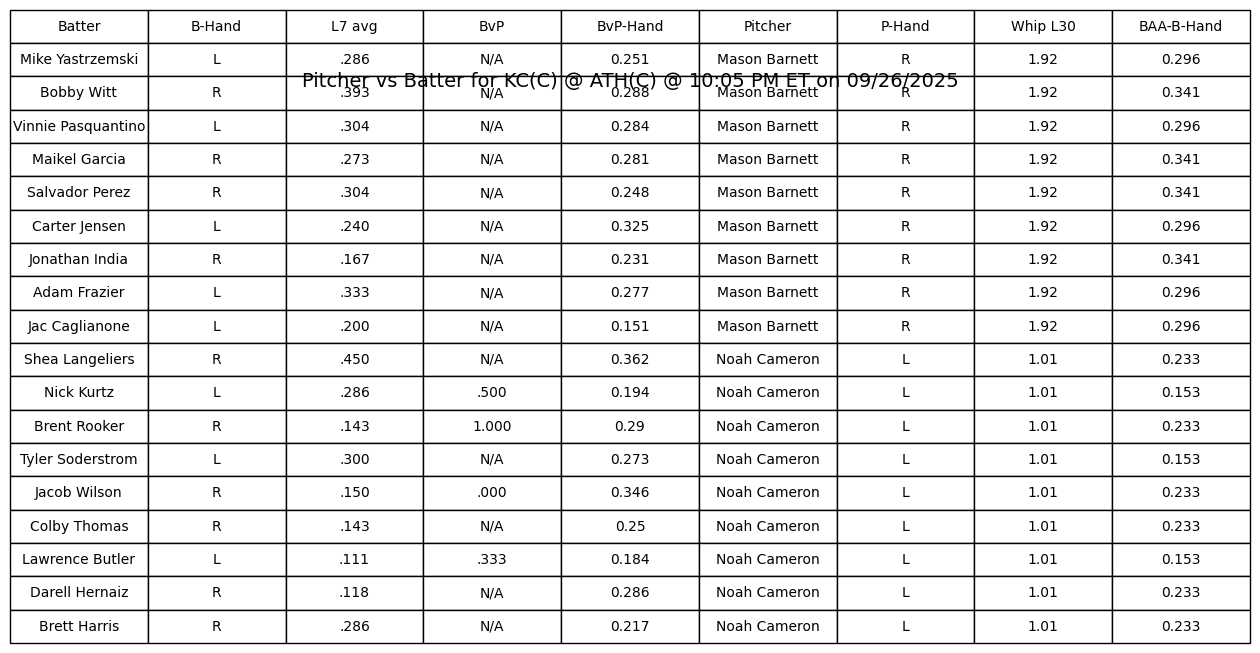 Batter B-Hand L7 avg BvP BvP-Hand Pitcher P-Hand Whip L30 BAA-B-Hand
Mike Yastrzemski L .286 N/A 0.251 Mason Barnett R 1.92 0.296
Pitcher vs Batter for KC(C) @ ATH(C) @ 10:05 PM ET on 09/26/2025
Bobby Witt R .393 N/A 0.288 Mason Barnett R 1.92 0.341
Vinnie Pasquantino L .304 N/A 0.284 Mason Barnett R 1.92 0.296
Maikel Garcia R .273 N/A 0.281 Mason Barnett R 1.92 0.341
Salvador Perez R .304 N/A 0.248 Mason Barnett R 1.92 0.341
Carter Jensen L .240 N/A 0.325 Mason Barnett R 1.92 0.296
Jonathan India R .167 N/A 0.231 Mason Barnett R 1.92 0.341
Adam Frazier L .333 N/A 0.277 Mason Barnett R 1.92 0.296
Jac Caglianone L .200 N/A 0.151 Mason Barnett R 1.92 0.296
Shea Langeliers R .450 N/A 0.362 Noah Cameron L 1.01 0.233
Nick Kurtz L .286 .500 0.194 Noah Cameron L 1.01 0.153
Brent Rooker R .143 1.000 0.29 Noah Cameron L 1.01 0.233
Tyler Soderstrom L .300 N/A 0.273 Noah Cameron L 1.01 0.153
Jacob Wilson R .150 .000 0.346 Noah Cameron L 1.01 0.233
Colby Thomas R .143 N/A 0.25 Noah Cameron L 1.01 0.233
Lawrence Butler L .111 .333 0.184 Noah Cameron L 1.01 0.153
Darell Hernaiz R .118 N/A 0.286 Noah Cameron L 1.01 0.233
Brett Harris R .286 N/A 0.217 Noah Cameron L 1.01 0.233